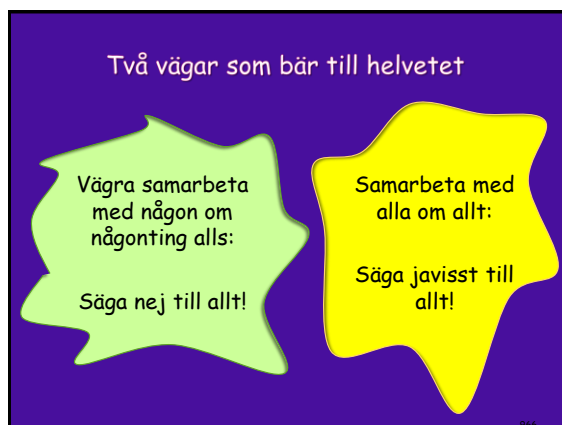 Två vägar som bär till helvetet
Vägra samarbeta
med någon om
någonting alls:
Säga nej till allt!
Samarbeta med
alla om allt:
Säga javisst till
allt!